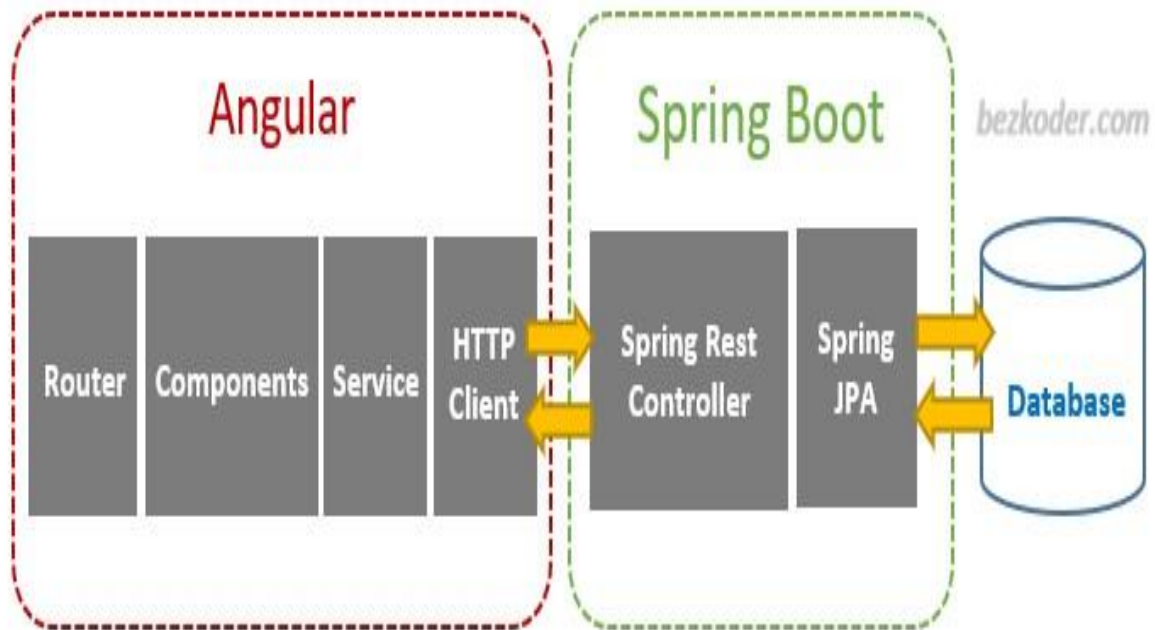 Angular
Spring Boot
bezkoder.com
Router
Components
Service
HTTP
Client
Spring Rest
Controller
Spring
JPA
Database